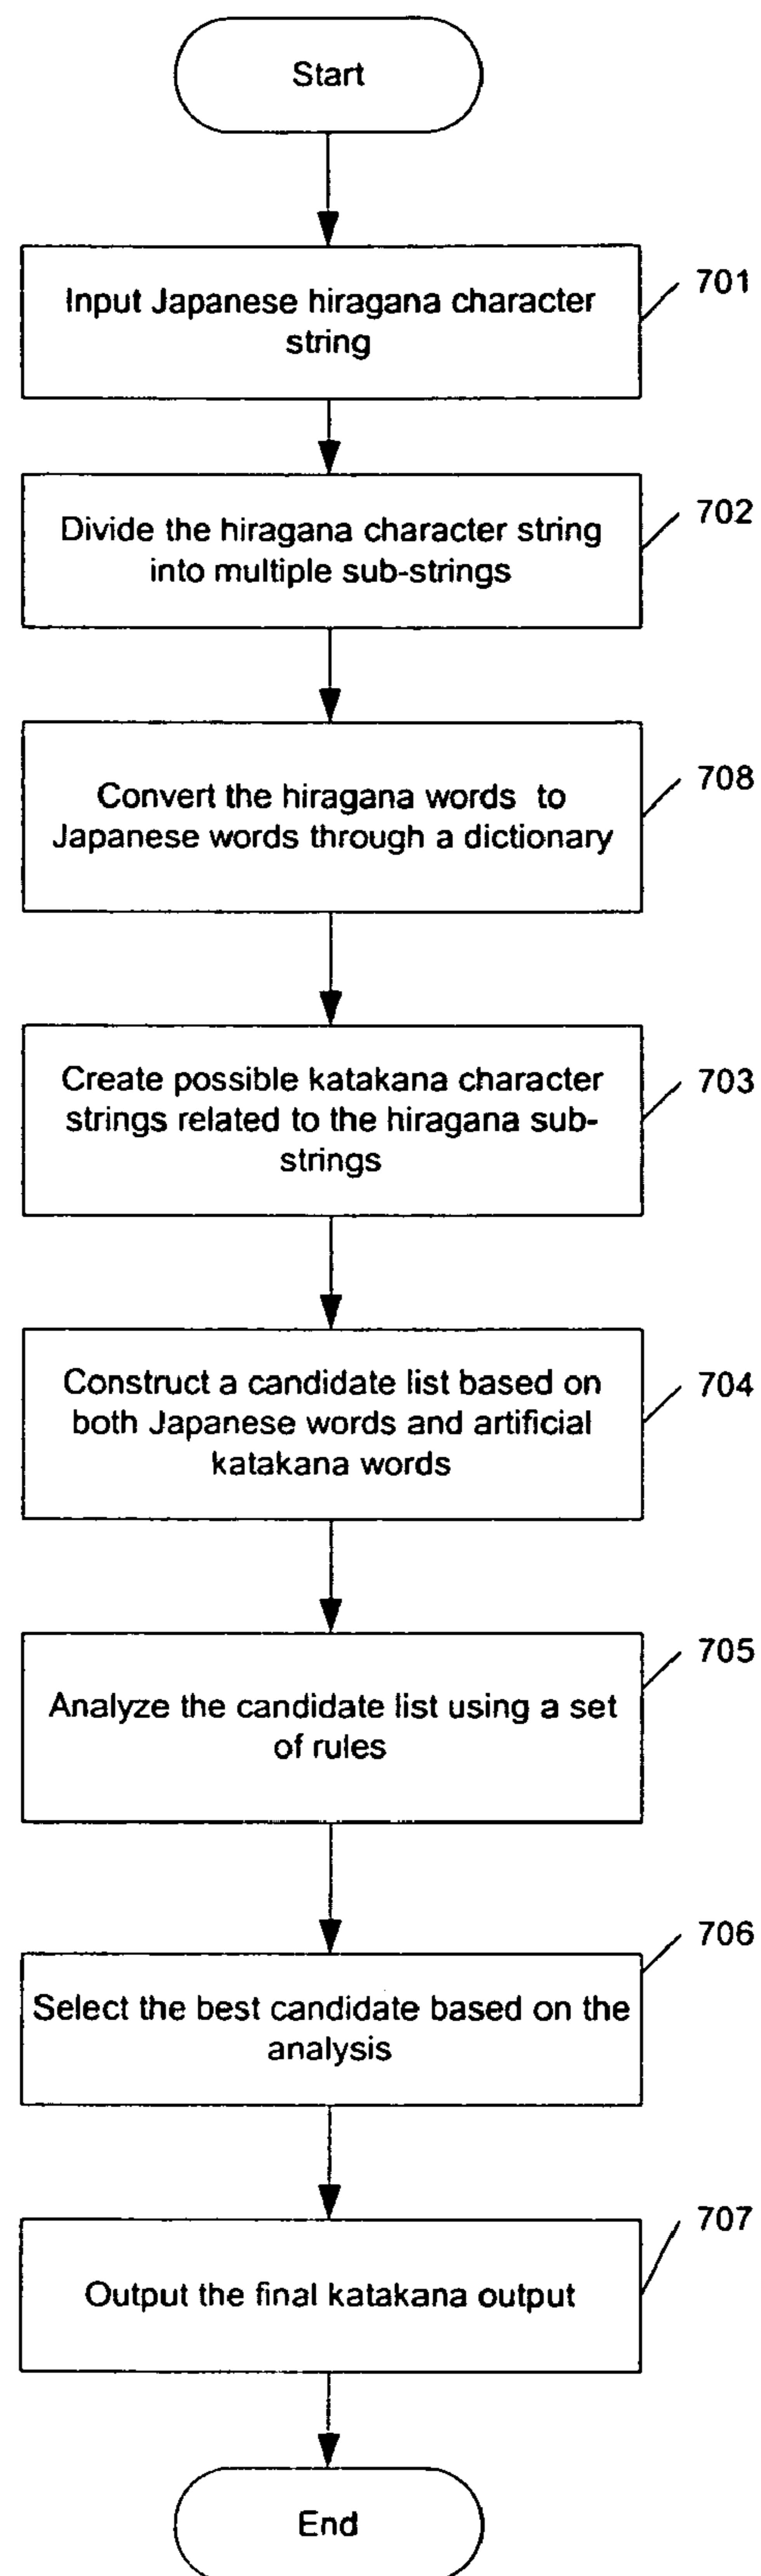 Start
Input Japanese hiragana character
string
701
Divide the hiragana character string
into multiple sub-strings
702
Convert the hiragana words to
Japanese words through a dictionary
708
Create possible katakana character
strings related to the hiragana sub-
strings
703
Construct a candidate list based on
both Japanese words and artificial
katakana words
704
Analyze the candidate list using a set
of rules
705
Select the best candidate based on the
analysis
706
Output the final katakana output
707
End